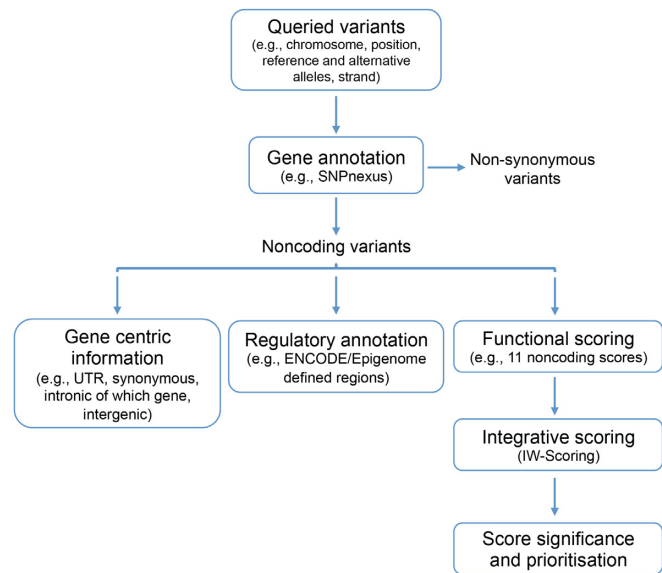 Queried variants
(e.g., chromosome, position,
reference and alternative
alleles, strand)
Gene annotation
(e.g., SNPnexus)
Non-synonymous
variants
Noncoding variants
Gene centric
information
(e.g., UTR, synonymous,
intronic of which gene,
intergenic)
Regulatory annotation
(e.g., ENCODE/Epigenome
defined regions)
Functional scoring
(e.g., 11 noncoding scores)
Integrative scoring
(IW-Scoring)
Score significance
and prioritisation